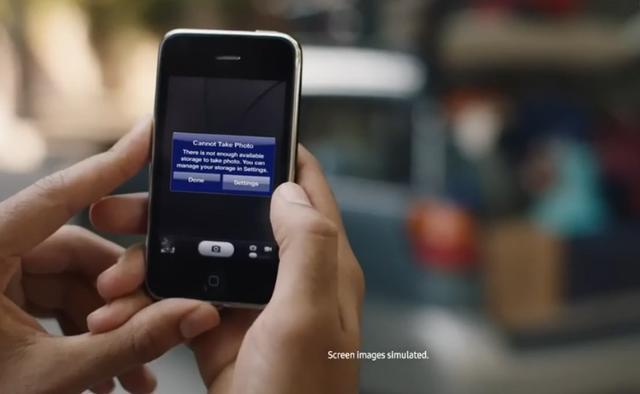 Cannot Take Photo
There is not enough available
storage to take photo. You can
manage your storage in Settings.
Done Settings
Screen images simulated.